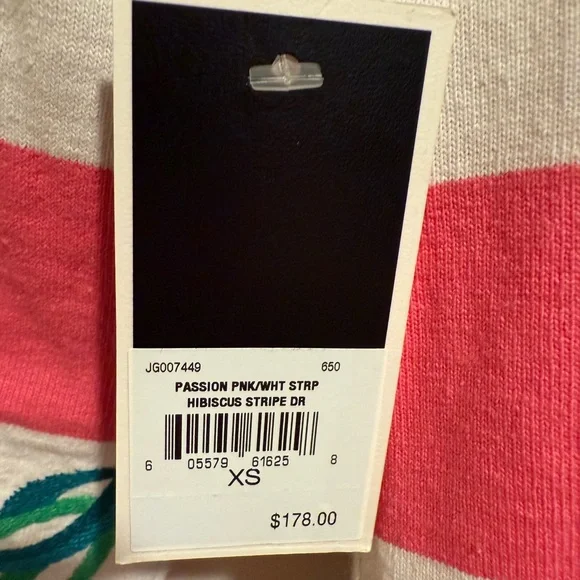 JG007449 650
PASSION PNK/WHT STRP
HIBISCUS STRIPE DR
6 05579 61625 8
XS
$178.00